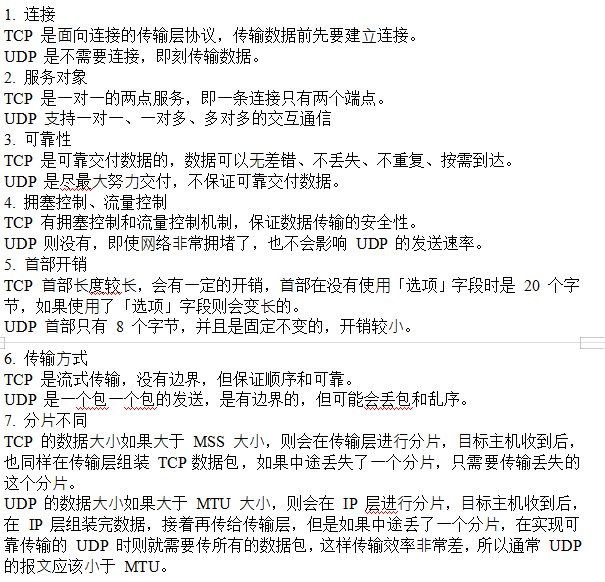 1. 连接
TCP 是面向连接的传输层协议，传输数据前先要建立连接。
UDP 是不需要连接，即刻传输数据。
2. 服务对象
TCP 是一对一的两点服务，即一条连接只有两个端点。
UDP 支持一对一、一对多、多对多的交互通信
3. 可靠性
TCP 是可靠交付数据的，数据可以无差错、不丢失、不重复、按需到达。
UDP 是尽最大努力交付，不保证可靠交付数据。
4. 拥塞控制、流量控制
TCP 有拥塞控制和流量控制机制，保证数据传输的安全性。
UDP 则没有，即使网络非常拥堵了，也不会影响 UDP 的发送速率。
5. 首部开销
TCP 首部长度较长，会有一定的开销，首部在没有使用「选项」字段时是 20 个字
节，如果使用了「选项」字段则会变长的。
UDP 首部只有 8 个字节，并且是固定不变的，开销较小。
6. 传输方式
TCP 是流式传输，没有边界，但保证顺序和可靠。
UDP 是一个包一个包的发送，是有边界的，但可能会丢包和乱序。
7. 分片不同
TCP 的数据大小如果大于 MSS 大小，则会在传输层进行分片，目标主机收到后，
也同样在传输层组装 TCP 数据包，如果中途丢失了一个分片，只需要传输丢失的
这个分片。
UDP 的数据大小如果大于 MTU 大小，则会在 IP 层进行分片，目标主机收到后，
在 IP 层组装完数据，接着再传给传输层，但是如果中途丢了一个分片，在实现可
靠传输的 UDP 时则就需要传所有的数据包，这样传输效率非常差，所以通常 UDP
的报文应该小于 MTU。